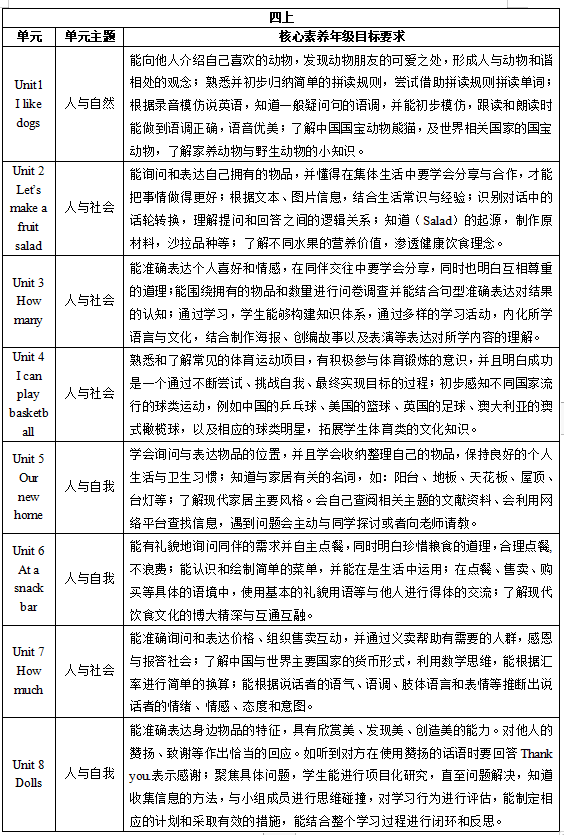 四上
单元
单元主题
核心素养年级目标要求
Unit1
I like
dogs
人与自然
能向他人介绍自己喜欢的动物，发现动物朋友的可爱之处，形成人与动物和谐
相处的观念；熟悉并初步归纳简单的拼读规则，尝试借助拼读规则拼读单词；
根据录音模仿说英语，知道一般疑问句的语调，并能初步模仿，跟读和朗读时
能做到语调正确，语音优美；了解中国国宝动物熊猫，及世界相关国家的国宝
动物，了解家养动物与野生动物的小知识。
Unit 2
Let's
make a
fruit
salad
人与社会
能询问和表达自己拥有的物品，并懂得在集体生活中要学会分享与合作，才能
把事情做得更好；根据文本、图片信息，结合生活常识与经验；识别对话中的
话轮转换，理解提问和回答之间的逻辑关系；知道（Salad）的起源，制作原
材料，沙拉品种等；了解不同水果的营养价值，渗透健康饮食理念。
Unit 3
How
many
人与社会
能准确表达个人喜好和情感，在同伴交往中要学会分享，同时也明白互相尊重
的道理；能围绕拥有的物品和数量进行问卷调查并能结合句型准确表达对结果
的认知；通过学习，学生能够构建知识体系，通过多样的学习活动，内化所学
语言与文化，结合制作海报、创编故事以及表演等表达对所学内容的理解。
Unit 4
I can
play
basketb
all
人与社会
熟悉和了解常见的体育运动项目，有积极参与体育锻炼的意识，并且明白成功
是一个通过不断尝试、挑战自我、最终实现目标的过程；初步感知不同国家流
行的球类运动，例如中国的乒乓球、美国的篮球、英国的足球、澳大利亚的澳
式橄榄球，以及相应的球类明星，拓展学生体育类的文化知识。
Unit 5
Our
new
home
人与自我
学会询问与表达物品的位置，并且学会收纳整理自己的物品，保持良好的个人
生活与卫生习惯；知道与家居有关的名词，如：阳台、地板、天花板、屋顶、
台灯等；了解现代家居主要风格。会自己查阅相关主题的文献资料、会利用网
络平台查找信息，遇到问题会主动与同学探讨或者向老师请教。
Unit 6
At a
snack
bar
人与自我
能有礼貌地询问同伴的需求并自主点餐，同时明白珍惜粮食的道理，合理点餐，
不浪费；能认识和绘制简单的菜单，并能在是生活中运用；在点餐、售卖、购
买等具体的语境中，使用基本的礼貌用语等与他人进行得体的交流；了解现代
饮食文化的博大精深与互通互融。
Unit 7
How
much
人与社会
能准确询问和表达价格、组织售卖互动，并通过义卖帮助有需要的人群，感恩
与报答社会；了解中国与世界主要国家的货币形式，利用数学思维，能根据汇
率进行简单的换算；能根据说话者的语气、语调、肢体语言和表情等推断出说
话者的情绪、情感、态度和意图。
Unit 8
Dolls
人与自我
能准确表达身边物品的特征，具有欣赏美、发现美、创造美的能力。对他人的
赞扬、致谢等作出恰当的回应。如听到对方在使用赞扬的话语时要回答 Thank
you.表示感谢；聚焦具体问题，学生能进行项目化研究，直至问题解决，知道
收集信息的方法，与小组成员进行思维碰撞，对学习行为进行评估，能制定相
应的计划和采取有效的措施，能结合整个学习过程进行闭环和反思。